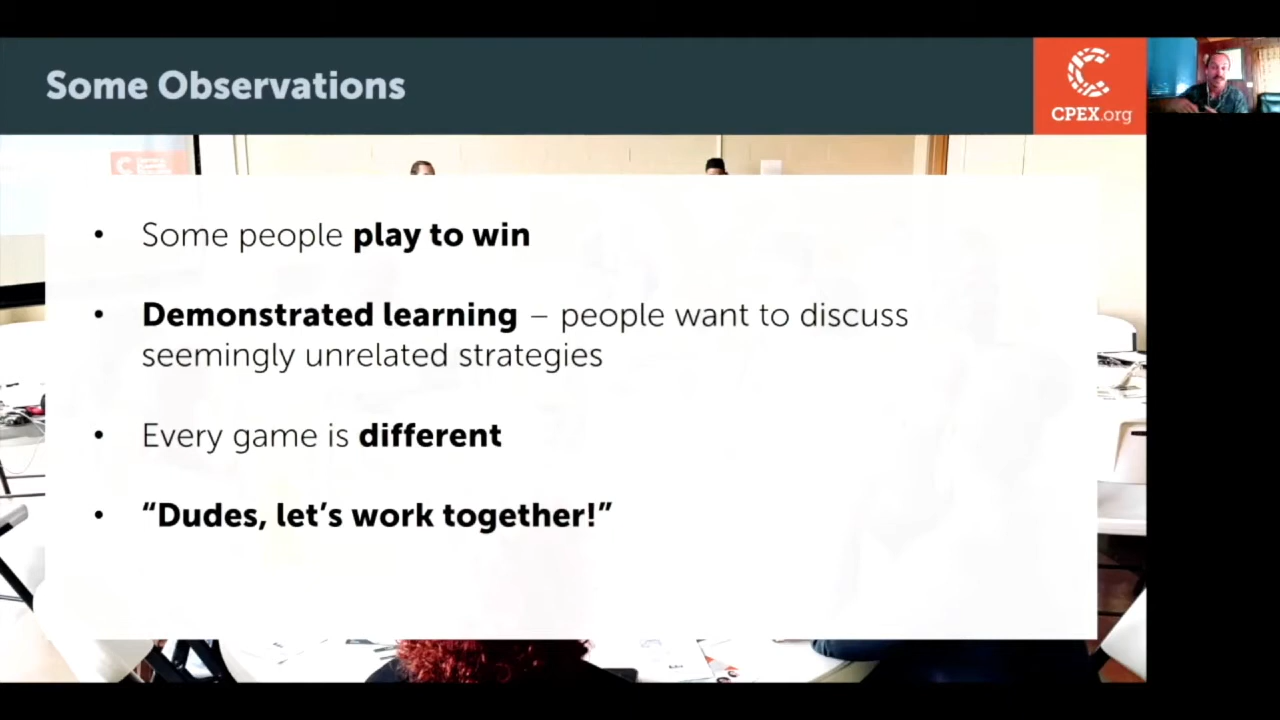 Some Observations
CPEX.org
• Some people play to win
• Demonstrated learning – people want to discuss
seemingly unrelated strategies
• Every game is different
• “Dudes, let’s work together!”